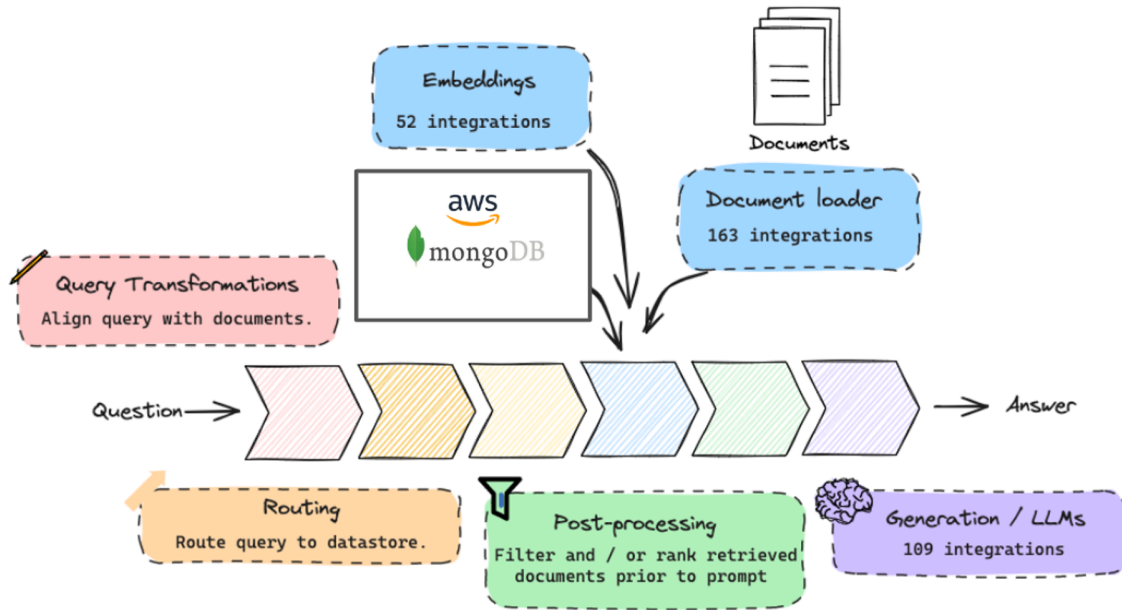 Embeddings
52 integrations
Documents
aws
mongoDB
Document loader
163 integrations
Query Transformations
Align query with documents.
Question
Answer
Routing
Route query to datastore.
Post-processing
Filter and / or rank retrieved
documents prior to prompt
Generation / LLMs
109 integrations